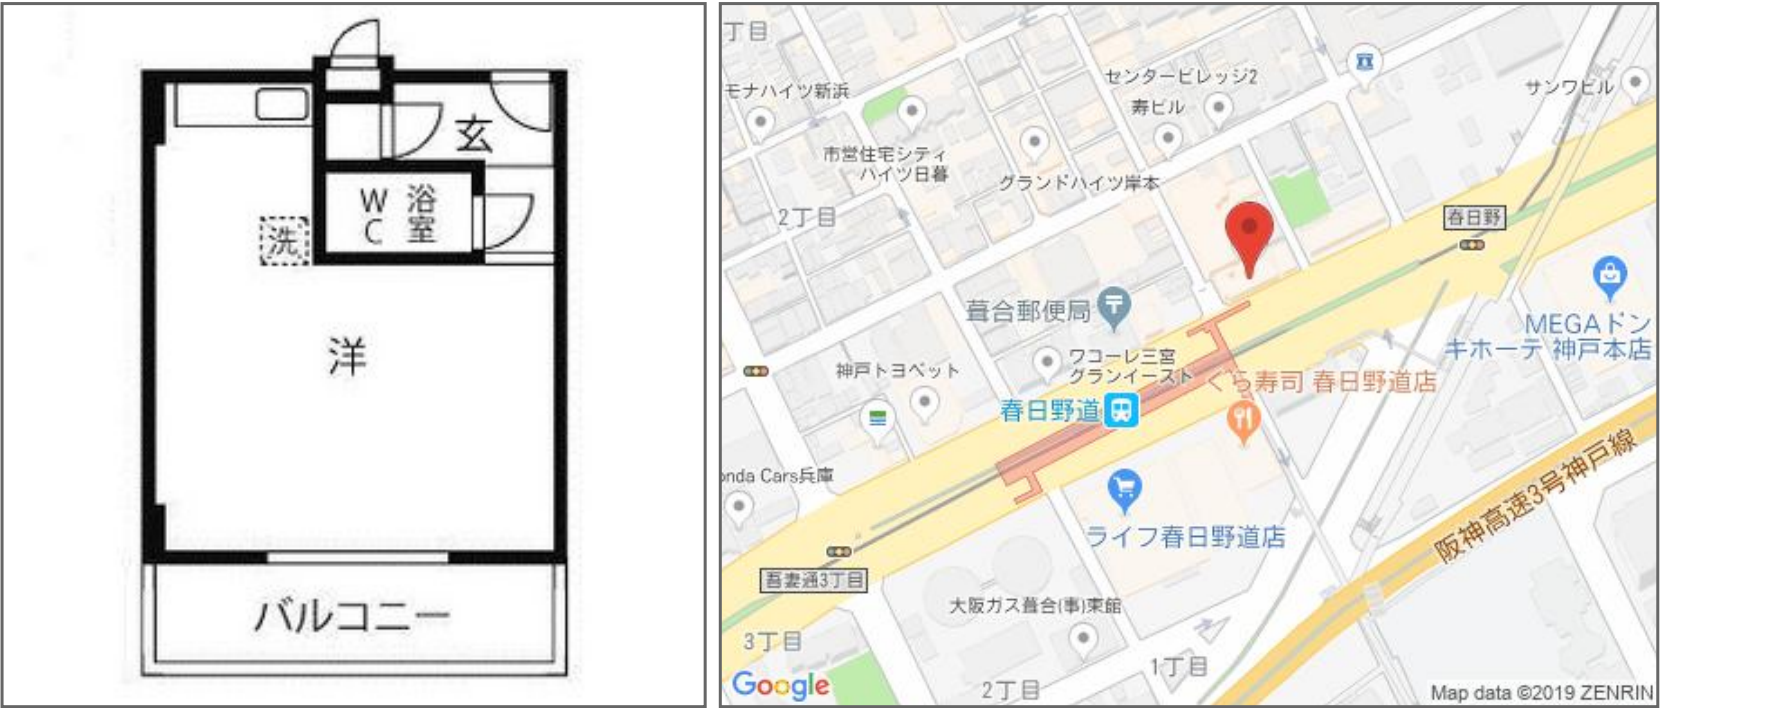 玄
WC
浴室
洗
洋
バルコニー
丁目
モナハイツ新浜
センタービレッジ2
寿ビル
サンワビル
市営住宅シティ
ハイツ日暮
グランドハイツ岸本
2丁目
春日野
葺合郵便局
MEGAドン
キホーテ 神戸本店
ワコーレ三宮
グランイースト
神戸トヨペット
くら寿司 春日野道店
春日野道
onda Cars兵庫
阪神高速3号神戸線
ライフ春日野道店
吾妻通3丁目
大阪ガス葺合(事)東館
3丁目
1丁目
2丁目
Google
Map data ©2019 ZENRIN